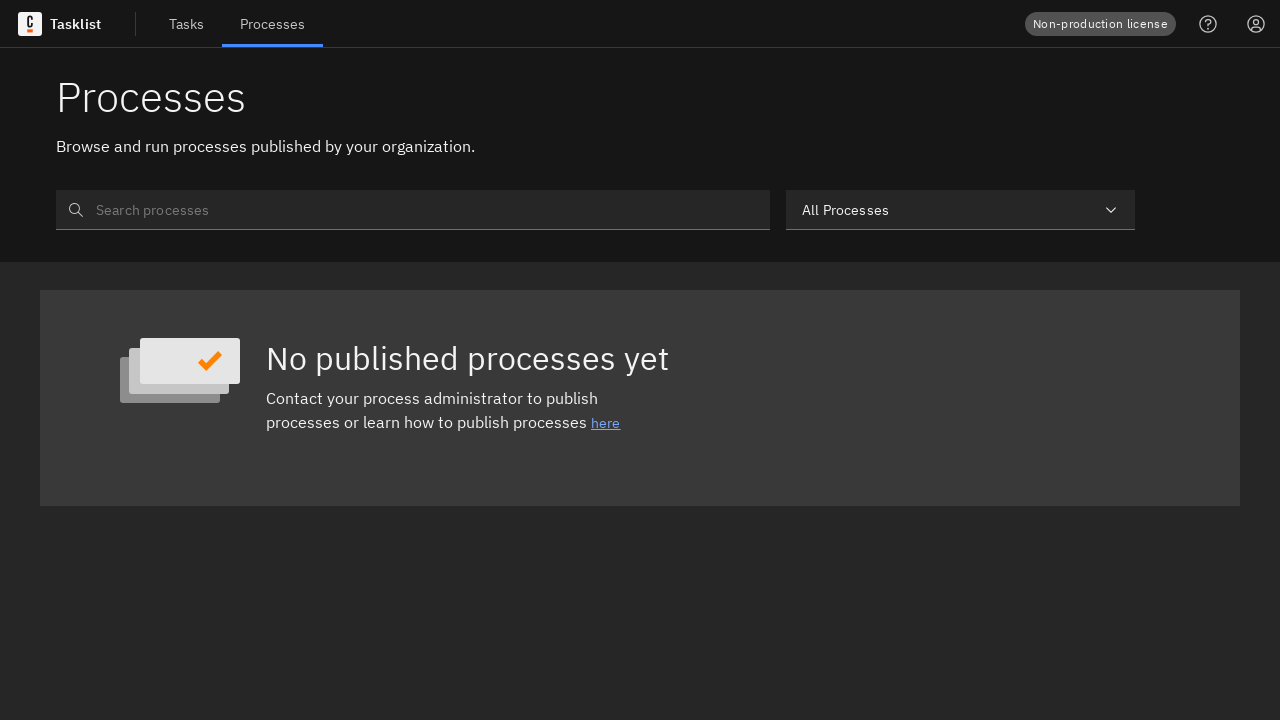 Tasklist
Tasks
Processes
Non-production license
Processes
Browse and run processes published by your organization.
Search processes
All Processes
No published processes yet
Contact your process administrator to publish
processes or learn how to publish processes here